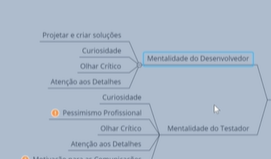 Projetar e criar soluções
Curiosidade
Olhar Crítico
Atenção aos Detalhes
Mentalidade do Desenvolvedor
Curiosidade
Pessimismo Profissional
Olhar Crítico
Atenção aos Detalhes
Mentalidade do Testador